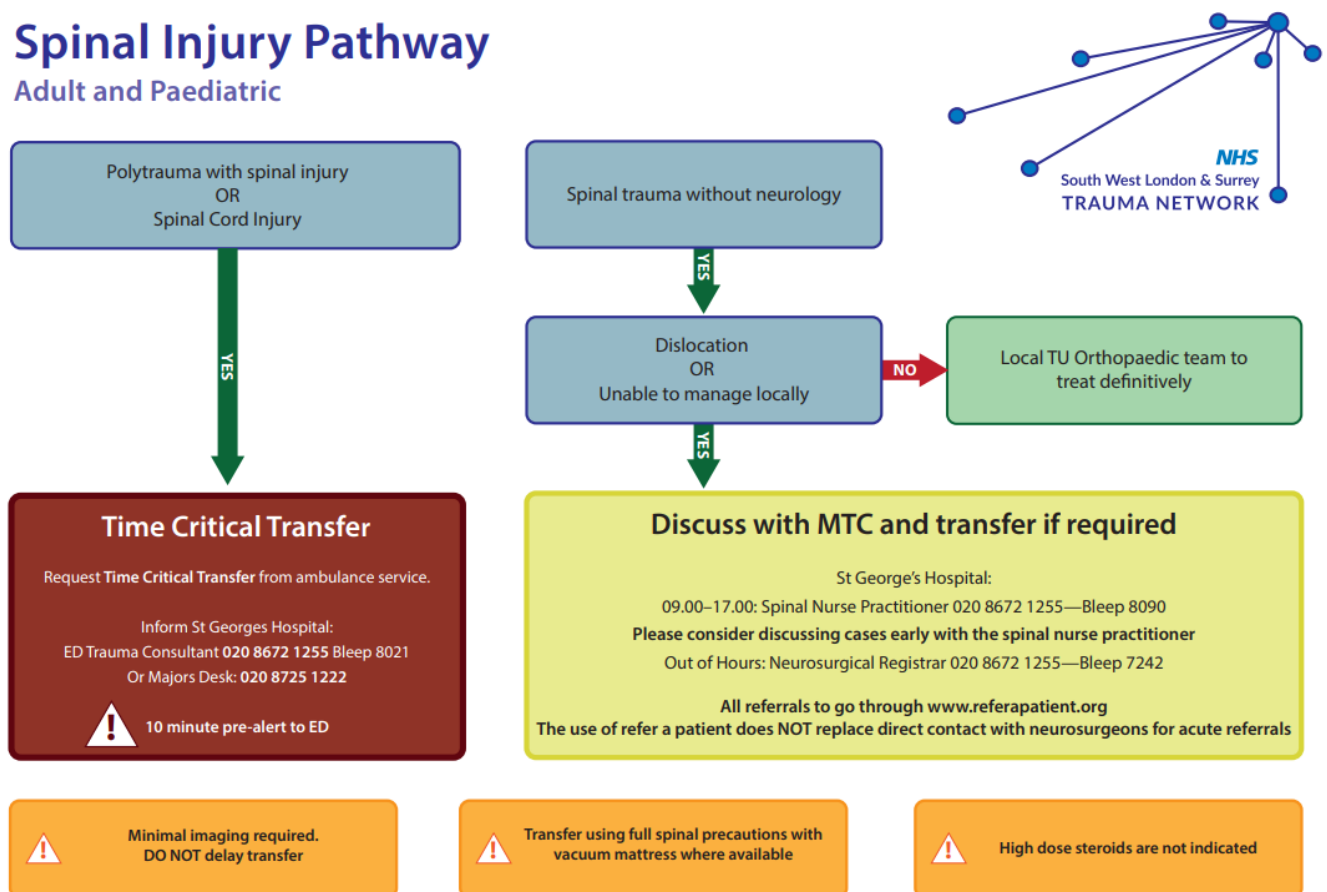 Spinal Injury Pathway
Adult and Paediatric
NHS
South West London & Surrey
TRAUMA NETWORK
Polytrauma with spinal injury
OR
Spinal Cord Injury
YES
Time Critical Transfer
Request Time Critical Transfer from ambulance service.
Inform St Georges Hospital:
ED Trauma Consultant 020 8672 1255 Bleep 8021
Or Majors Desk: 020 8725 1222
! 10 minute pre-alert to ED
Spinal trauma without neurology
YES
Dislocation
OR
Unable to manage locally
NO
Local TU Orthopaedic team to
treat definitively
YES
Discuss with MTC and transfer if required
St George's Hospital:
09.00–17.00: Spinal Nurse Practitioner 020 8672 1255—Bleep 8090
Please consider discussing cases early with the spinal nurse practitioner
Out of Hours: Neurosurgical Registrar 020 8672 1255—Bleep 7242
All referrals to go through www.referapatient.org
The use of refer a patient does NOT replace direct contact with neurosurgeons for acute referrals
!
Minimal imaging required.
DO NOT delay transfer
!
Transfer using full spinal precautions with
vacuum mattress where available
!
High dose steroids are not indicated